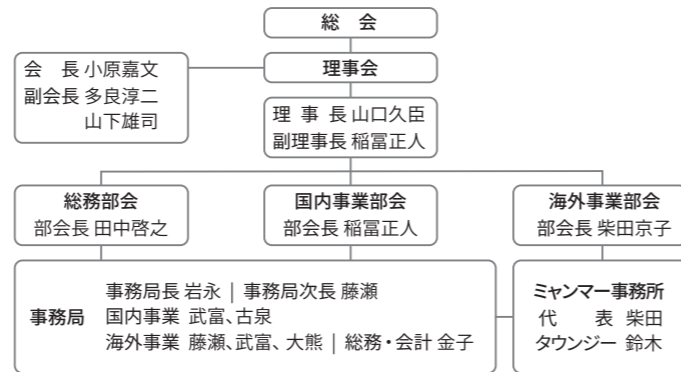 総　会
理事会
会　長 小原嘉文
副会長 多良淳二
山下雄司
理 事 長 山口久臣
副理事長 稲冨正人
総務部会
部会長 田中啓之
国内事業部会
部会長 稲冨正人
海外事業部会
部会長 柴田京子
事務局
事務局長 岩永 | 事務局次長 藤瀬
国内事業 武富、古泉
海外事業 藤瀬、武富、大熊 | 総務・会計 金子
ミャンマー事務所
代　　表 柴田
タウンジー 鈴木